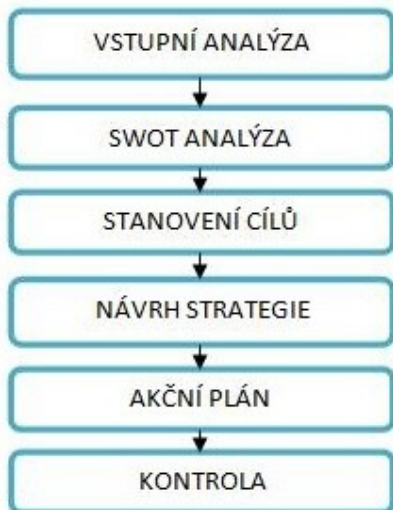 VSTUPNÍ ANALÝZA
SWOT ANALÝZA
STANOVENÍ CÍLŮ
NÁVRH STRATEGIE
AKČNÍ PLÁN
KONTROLA